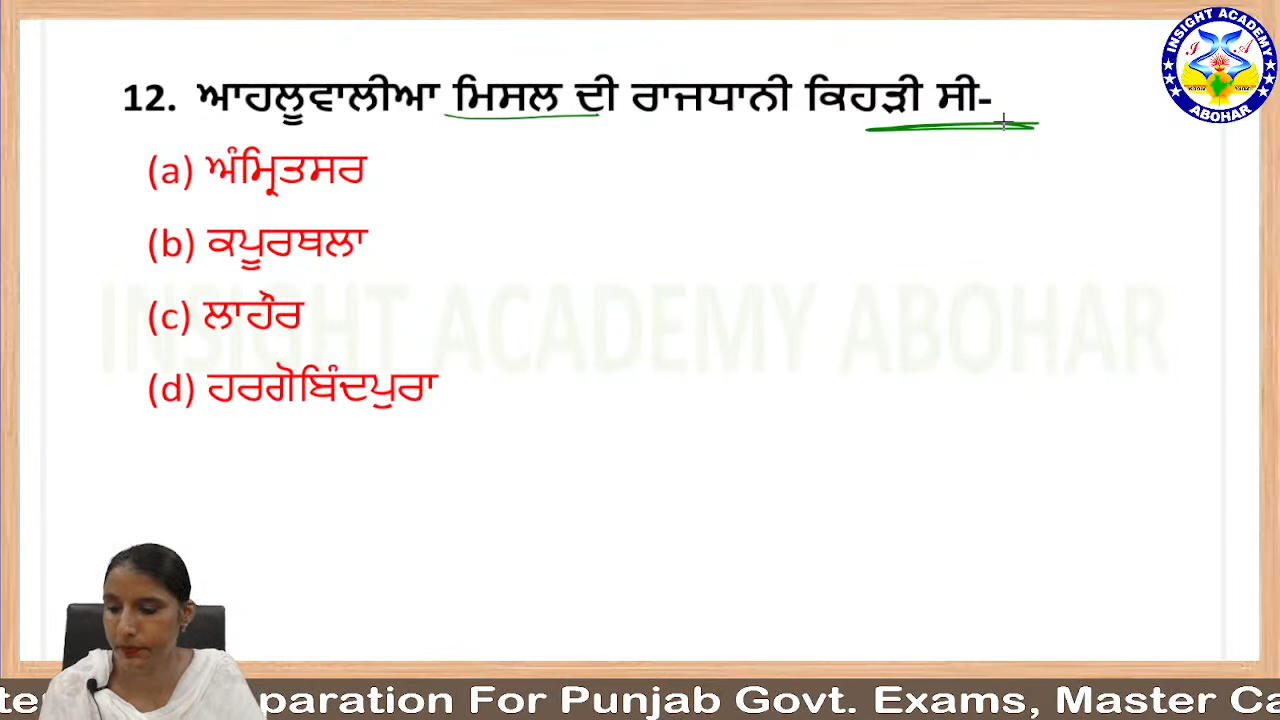 INSIGHT ACADEMY
I A
ABOHAR
12. ਆਹਲੂਵਾਲੀਆ ਮਿਸਲ ਦੀ ਰਾਜਧਾਨੀ ਕਿਹੜੀ ਸੀ-
(a) ਅੰਮ੍ਰਿਤਸਰ
(b) ਕਪੂਰਥਲਾ
(c) ਲਾਹੌਰ
(d) ਹਰਗੋਬਿੰਦਪੁਰਾ
INSIGHT ACADEMY ABOHAR
paration For Punjab Govt. Exams, Master Ca